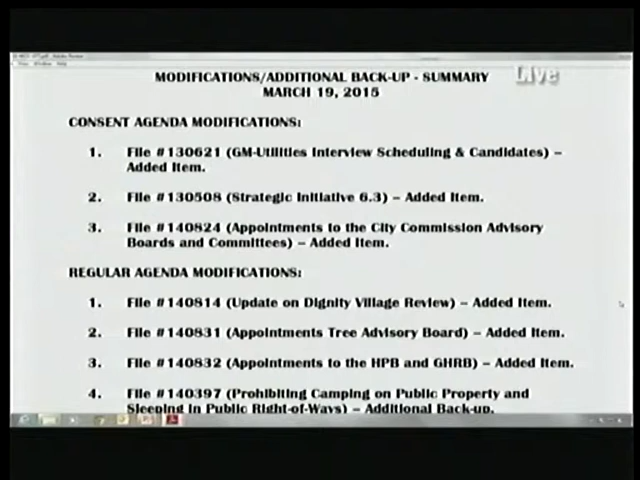 MODIFICATIONS/ADDITIONAL BACK-UP - SUMMARY
Live
MARCH 19, 2015
CONSENT AGENDA MODIFICATIONS:
1. File #130621 (GM-Utilities Interview Scheduling & Candidates) –
Added Item.
2. File #130508 (Strategic Initiative 6.3) – Added Item.
3. File #140824 (Appointments to the City Commission Advisory
Boards and Committees) – Added Item.
REGULAR AGENDA MODIFICATIONS:
1. File #140814 (Update on Dignity Village Review) – Added Item.
2. File #140831 (Appointments Tree Advisory Board) – Added Item.
3. File #140832 (Appointments to the HPB and GHRB) – Added Item.
4. File #140397 (Prohibiting Camping on Public Property and
Sleeping in Public Right-of-Ways) – Additional Back-up.